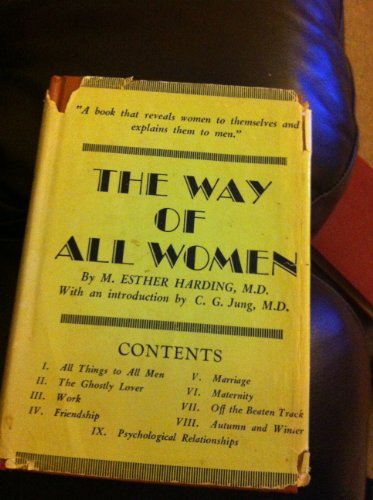 "A book that reveals women to themselves and
explains them to men."
THE WAY
OF
ALL WOMEN
By M. ESTHER HARDING, M.D.
With an introduction by C. G. Jung, M.D.
CONTENTS
I. All Things to All Men
II. The Ghostly Lover
III. Work
IV. Friendship
V. Marriage
VI. Maternity
VII. Off the Beaten Track
VIII. Autumn and Winter
IX. Psychological Relationships